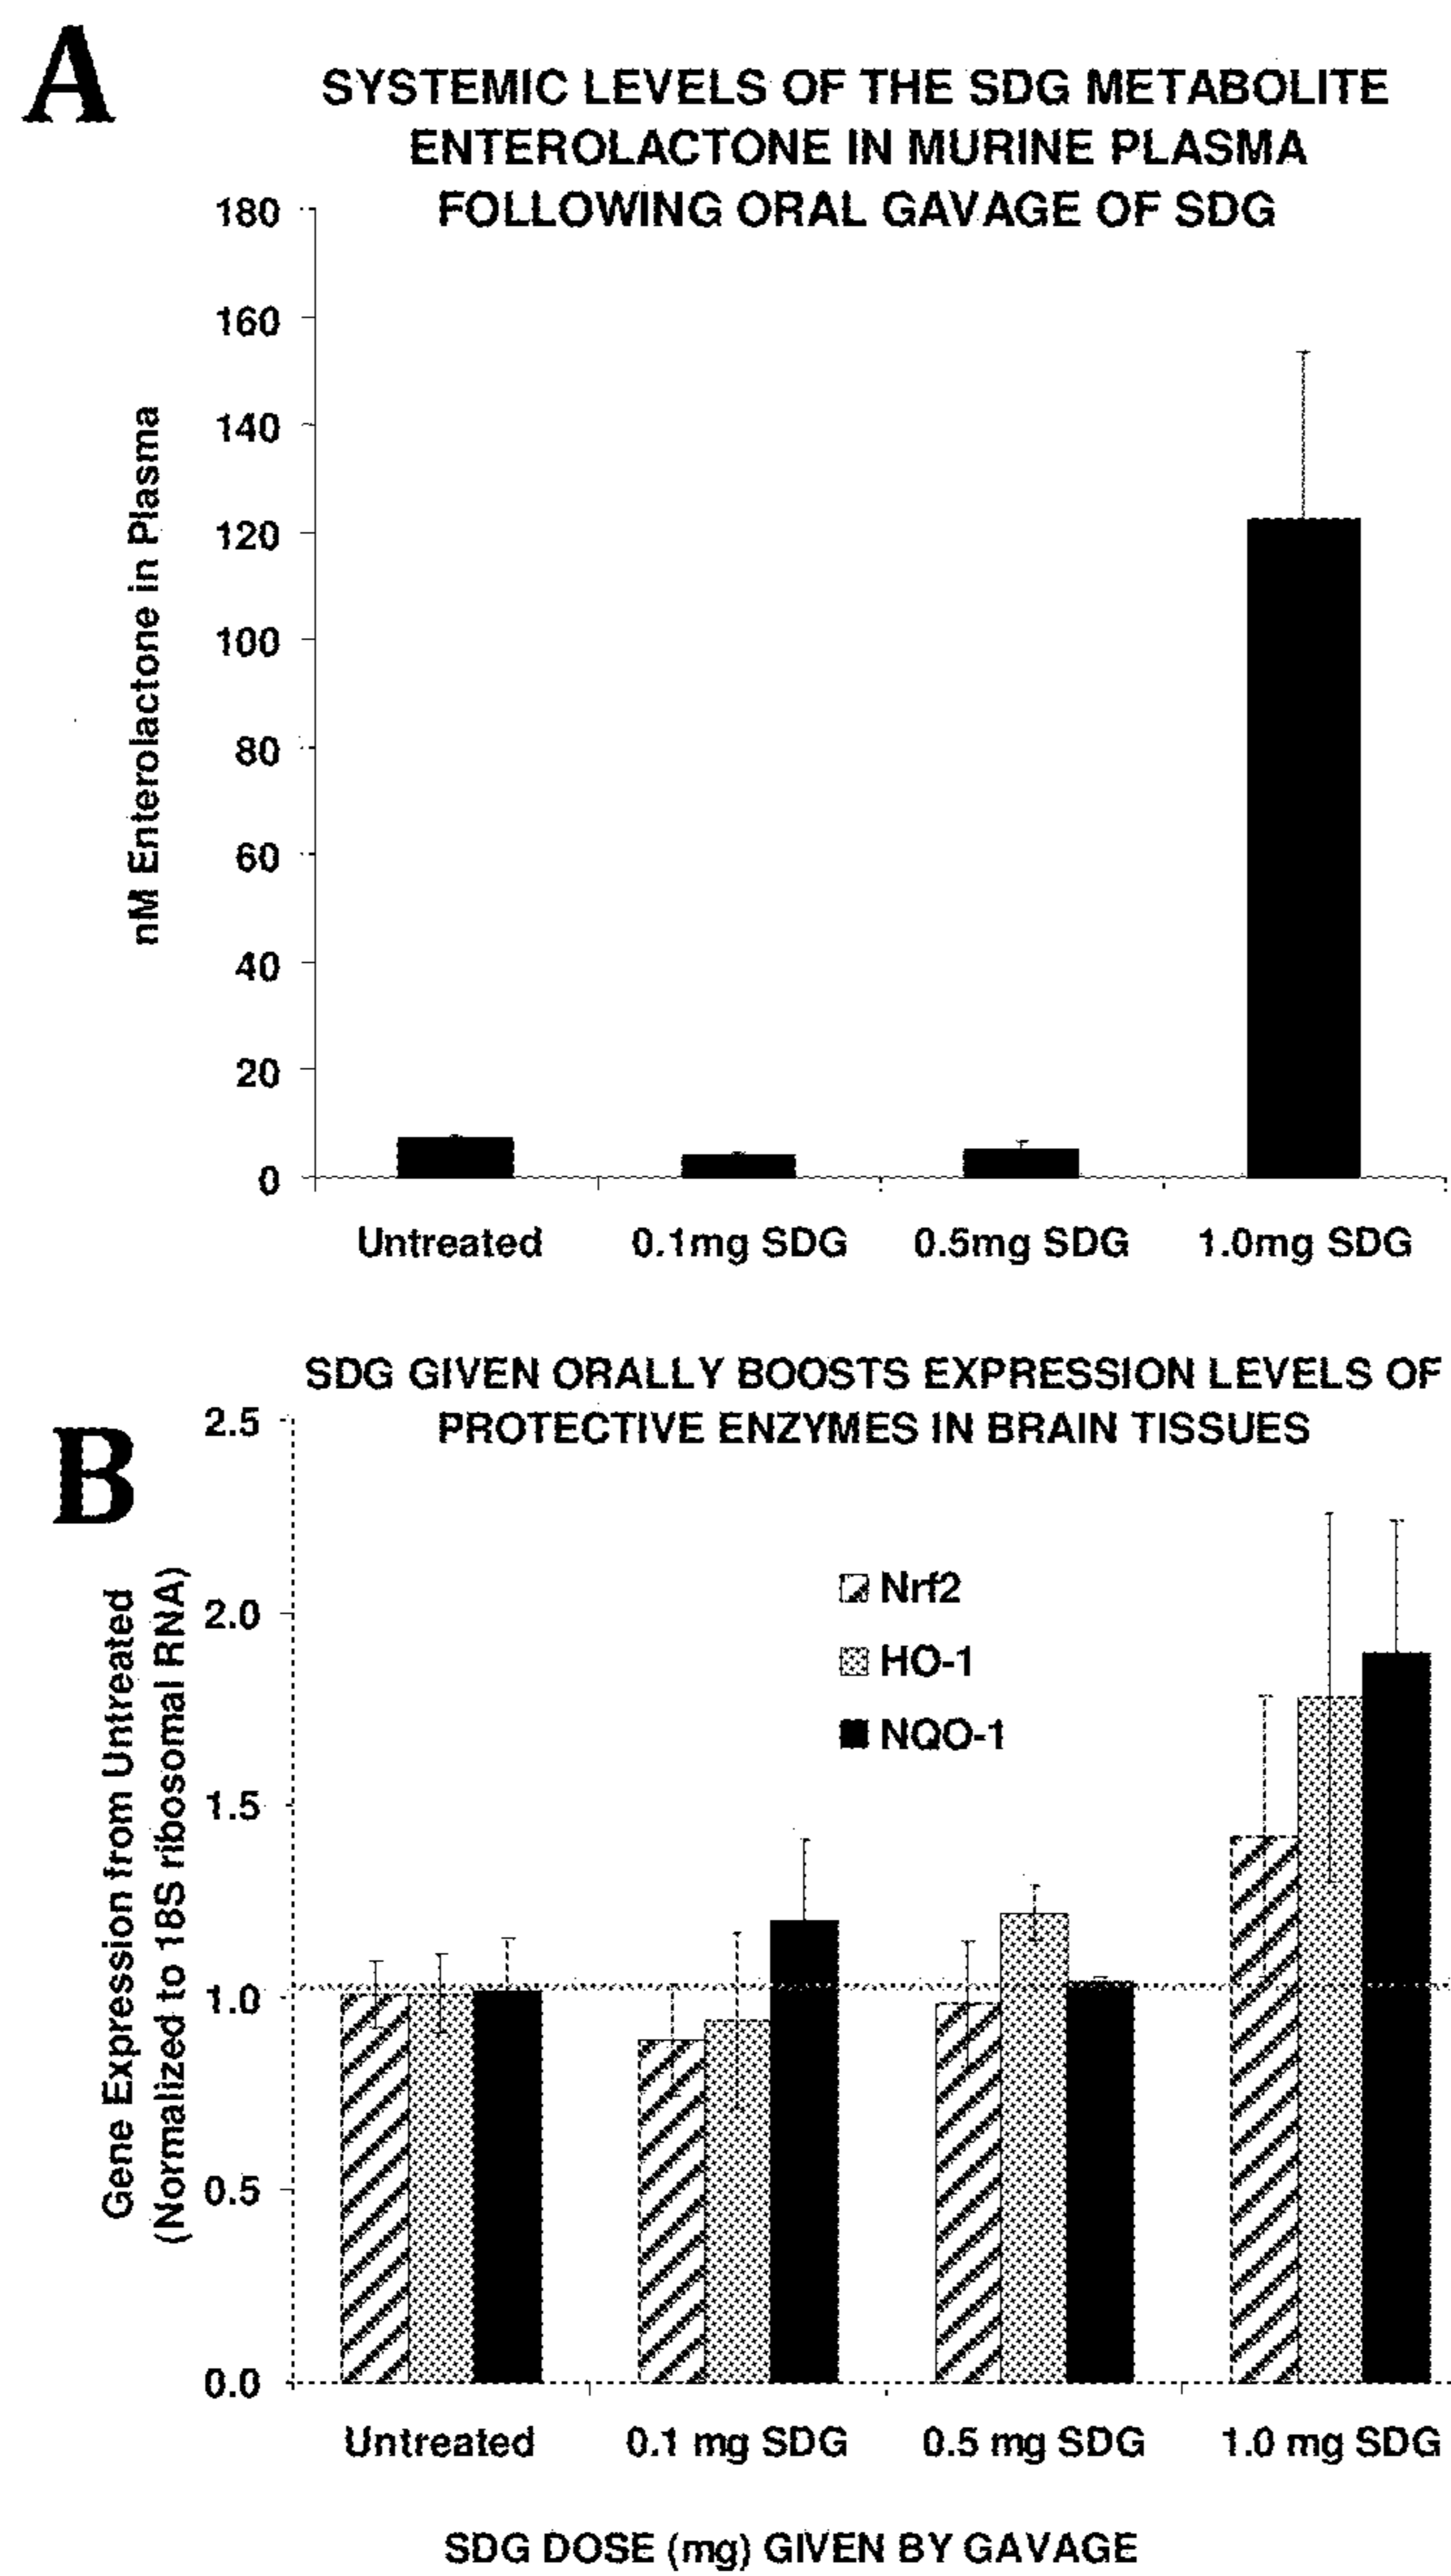 A
SYSTEMIC LEVELS OF THE SDG METABOLITE
ENTEROLACTONE IN MURINE PLASMA
FOLLOWING ORAL GAVAGE OF SDG
nM Enterolactone in Plasma
180
160
140
120
100
80
60
40
20
0
Untreated 0.1mg SDG 0.5mg SDG 1.0mg SDG
B
SDG GIVEN ORALLY BOOSTS EXPRESSION LEVELS OF
PROTECTIVE ENZYMES IN BRAIN TISSUES
Gene Expression from Untreated
(Normalized to 18S ribosomal RNA)
2.5
2.0
1.5
1.0
0.5
0.0
Nrf2
HO-1
NQO-1
Untreated 0.1 mg SDG 0.5 mg SDG 1.0 mg SDG
SDG DOSE (mg) GIVEN BY GAVAGE